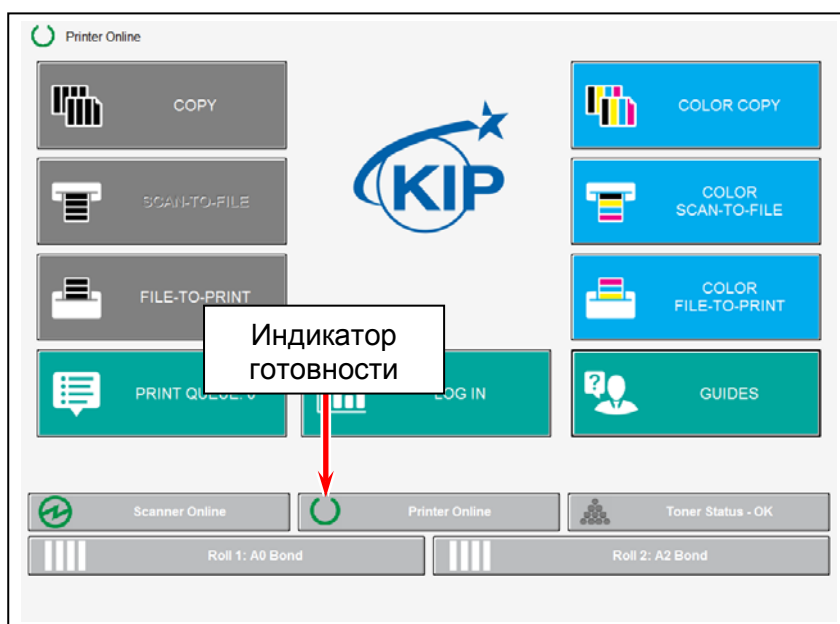 Printer Online
COPY
KIP
COLOR COPY
SCAN-TO-FILE
COLOR
SCAN-TO-FILE
FILE-TO-PRINT
COLOR
FILE-TO-PRINT
Индикатор
готовности
PRINT QUEUE: 0
LOG IN
GUIDES
Scanner Online
Printer Online
Toner Status - OK
Roll 1: A0 Bond
Roll 2: A2 Bond